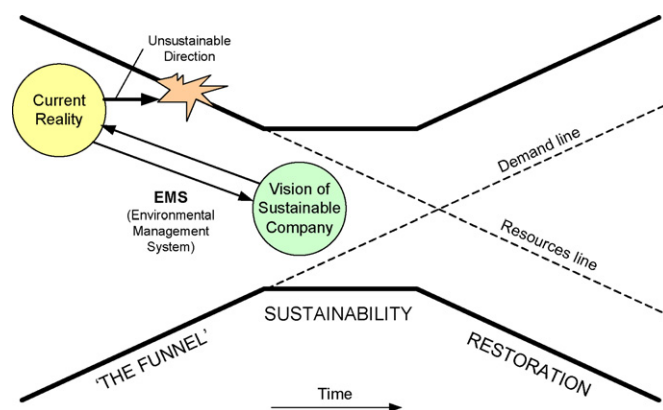 Unsustainable
Direction
Current
Reality
EMS
(Environmental
Management
System)
Vision of
Sustainable
Company
Demand line
Resources line
SUSTAINABILITY
'THE FUNNEL'
RESTORATION
Time